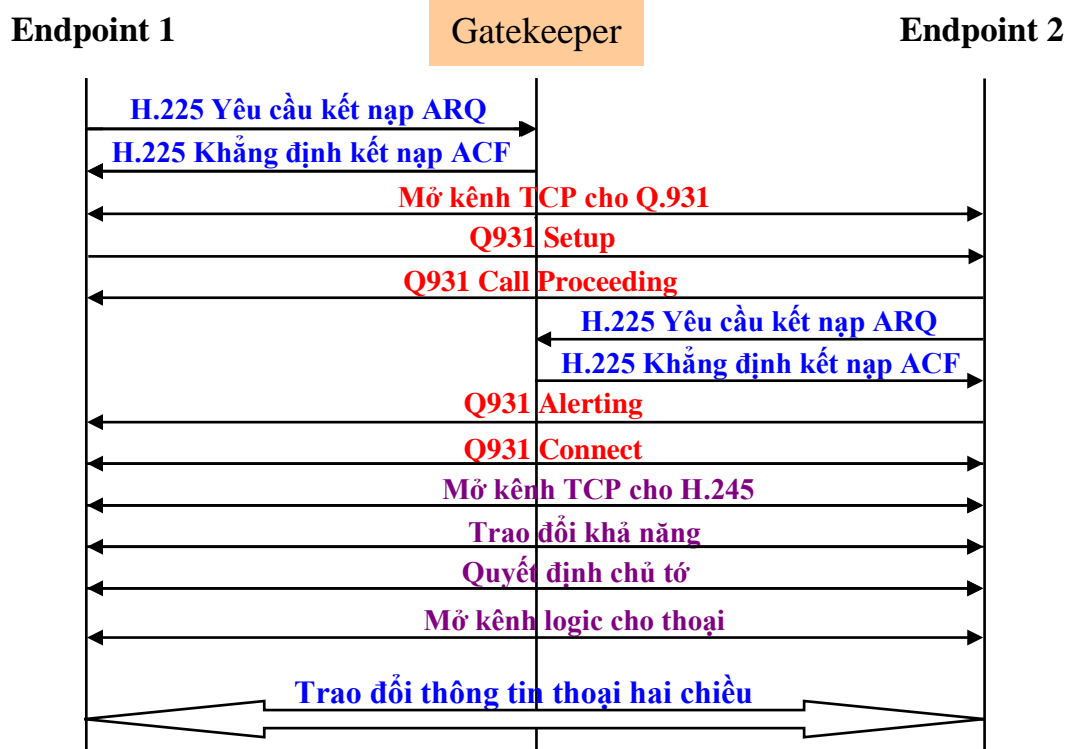 Endpoint 1 Gatekeeper Endpoint 2
H.225 Yêu cầu kết nạp ARQ
H.225 Khẳng định kết nạp ACF
Mở kênh TCP cho Q.931
Q931 Setup
Q931 Call Proceeding
H.225 Yêu cầu kết nạp ARQ
H.225 Khẳng định kết nạp ACF
Q931 Alerting
Q931 Connect
Mở kênh TCP cho H.245
Trao đổi khả năng
Quyết định chủ tớ
Mở kênh logic cho thoại
Trao đổi thông tin thoại hai chiều